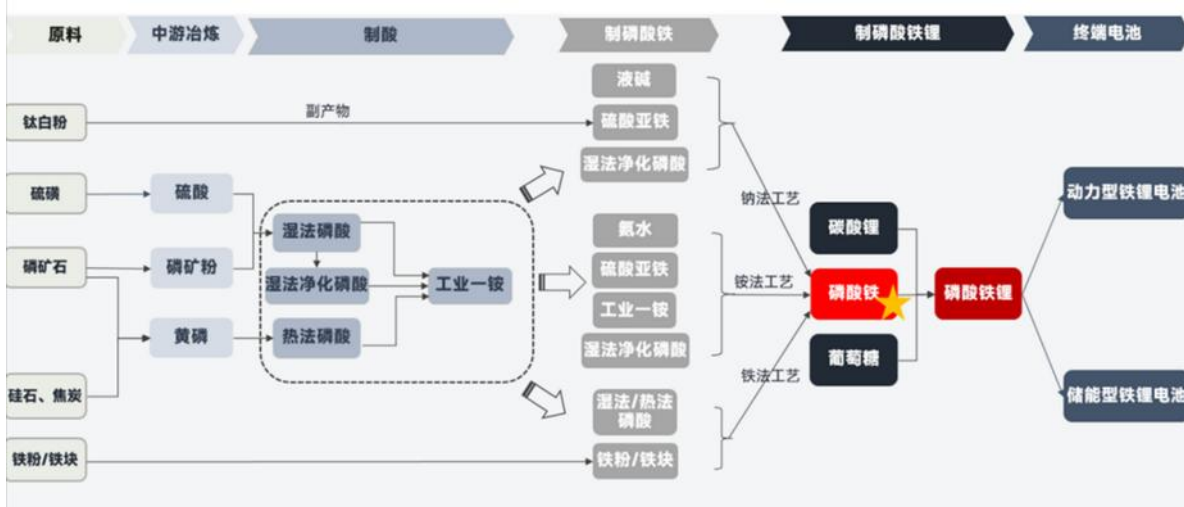 原料
中游冶炼
制酸
制磷酸铁
制磷酸铁锂
终端电池
钛白粉
副产物
液碱
硫酸亚铁
湿法净化磷酸
硫磺
硫酸
磷矿石
磷矿粉
黄磷
硅石、焦炭
铁粉/铁块
湿法磷酸
湿法净化磷酸
热法磷酸
工业一铵
氨水
硫酸亚铁
工业一铵
湿法净化磷酸
湿法/热法
磷酸
铁粉/铁块
钠法工艺
铵法工艺
铁法工艺
碳酸锂
磷酸铁
葡萄糖
磷酸铁锂
动力型铁锂电池
储能型铁锂电池